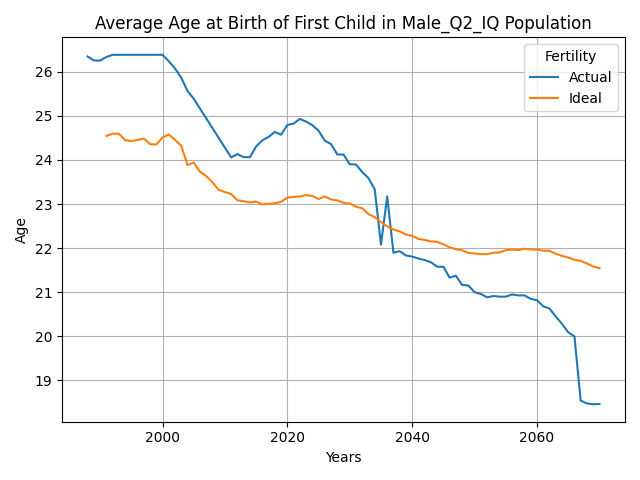 Average Age at Birth of First Child in Male_Q2_IQ Population
Fertility
Actual
Ideal
26
25
24
23
22
21
20
19
Age
2000
2020
2040
2060
Years